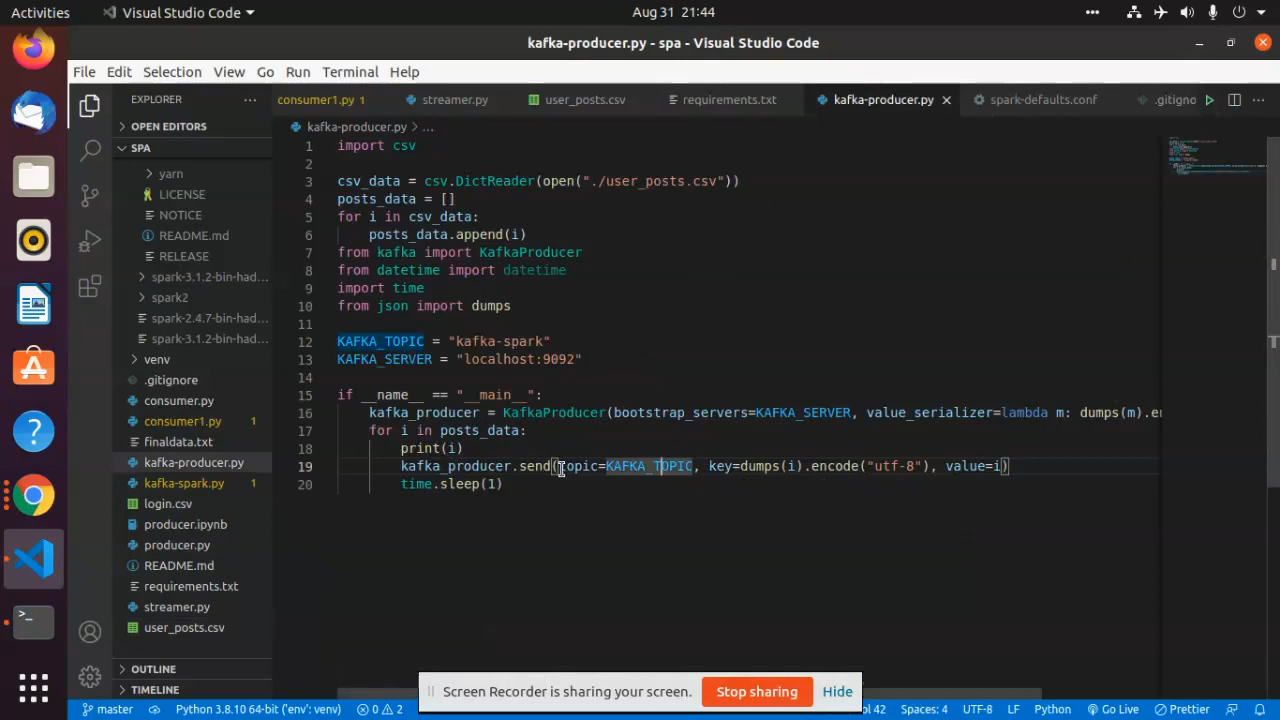 Activities
Visual Studio Code
Aug 31 21:44
kafka-producer.py - spa - Visual Studio Code
File Edit Selection View Go Run Terminal Help
EXPLORER
consumer1.py 1
streamer.py
user_posts.csv
requirements.txt
kafka-producer.py
spark-defaults.conf
.gitigno
OPEN EDITORS
SPA
yarn
LICENSE
NOTICE
README.md
RELEASE
spark-3.1.2-bin-had...
spark2
spark-2.4.7-bin-had...
spark-3.1.2-bin-had...
venv
.gitignore
consumer.py
consumer1.py 1
finaldata.txt
kafka-producer.py
kafka-spark.py 1
login.csv
producer.ipynb
producer.py
README.md
requirements.txt
streamer.py
user_posts.csv
OUTLINE
TIMELINE
kafka-producer.py > ...
1 import csv
2
3 csv_data = csv.DictReader(open("./user_posts.csv"))
4 posts_data = []
5 for i in csv_data:
6 posts_data.append(i)
7 from kafka import KafkaProducer
8 from datetime import datetime
9 import time
10 from json import dumps
11
12 KAFKA_TOPIC = "kafka-spark"
13 KAFKA_SERVER = "localhost:9092"
14
15 if __name__ == "__main__":
16 kafka_producer = KafkaProducer(bootstrap_servers=KAFKA_SERVER, value_serializer=lambda m: dumps(m).en
17 for i in posts_data:
18 print(i)
19 kafka_producer.send(topic=KAFKA_TOPIC, key=dumps(i).encode("utf-8"), value=i)
20 time.sleep(1)
Screen Recorder is sharing your screen.
Stop sharing
Hide
master
Python 3.8.10 64-bit ('env': venv)
0
2
ol 42
Spaces: 4
UTF-8
LF
Python
Go Live
Prettier